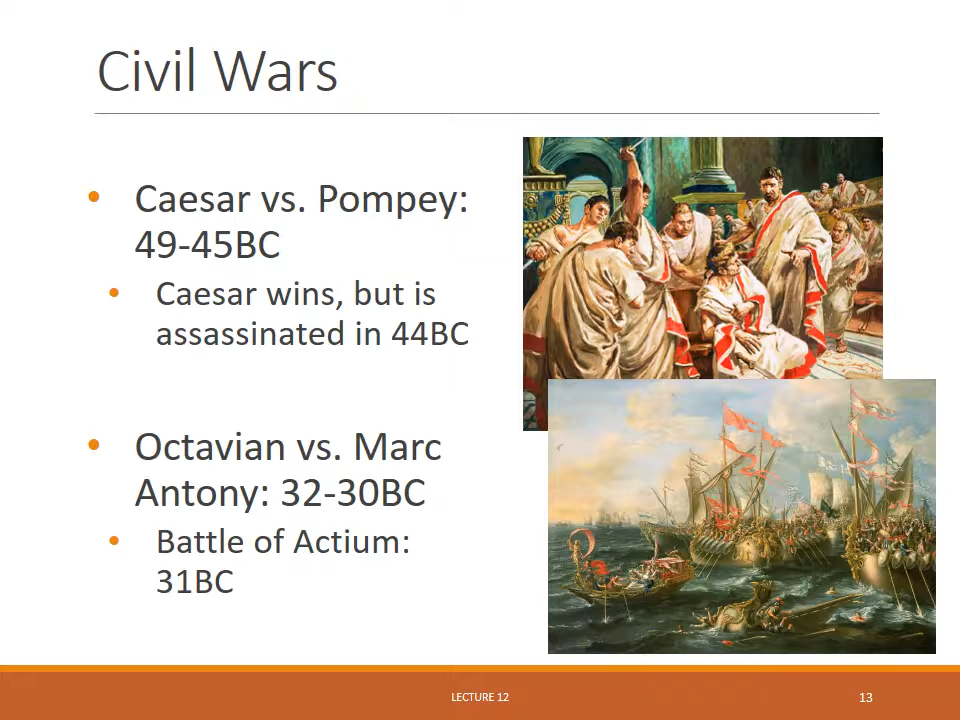 Civil Wars
• Caesar vs. Pompey:
49-45BC
• Caesar wins, but is
assassinated in 44BC
• Octavian vs. Marc
Antony: 32-30BC
• Battle of Actium:
31BC
LECTURE 12
13